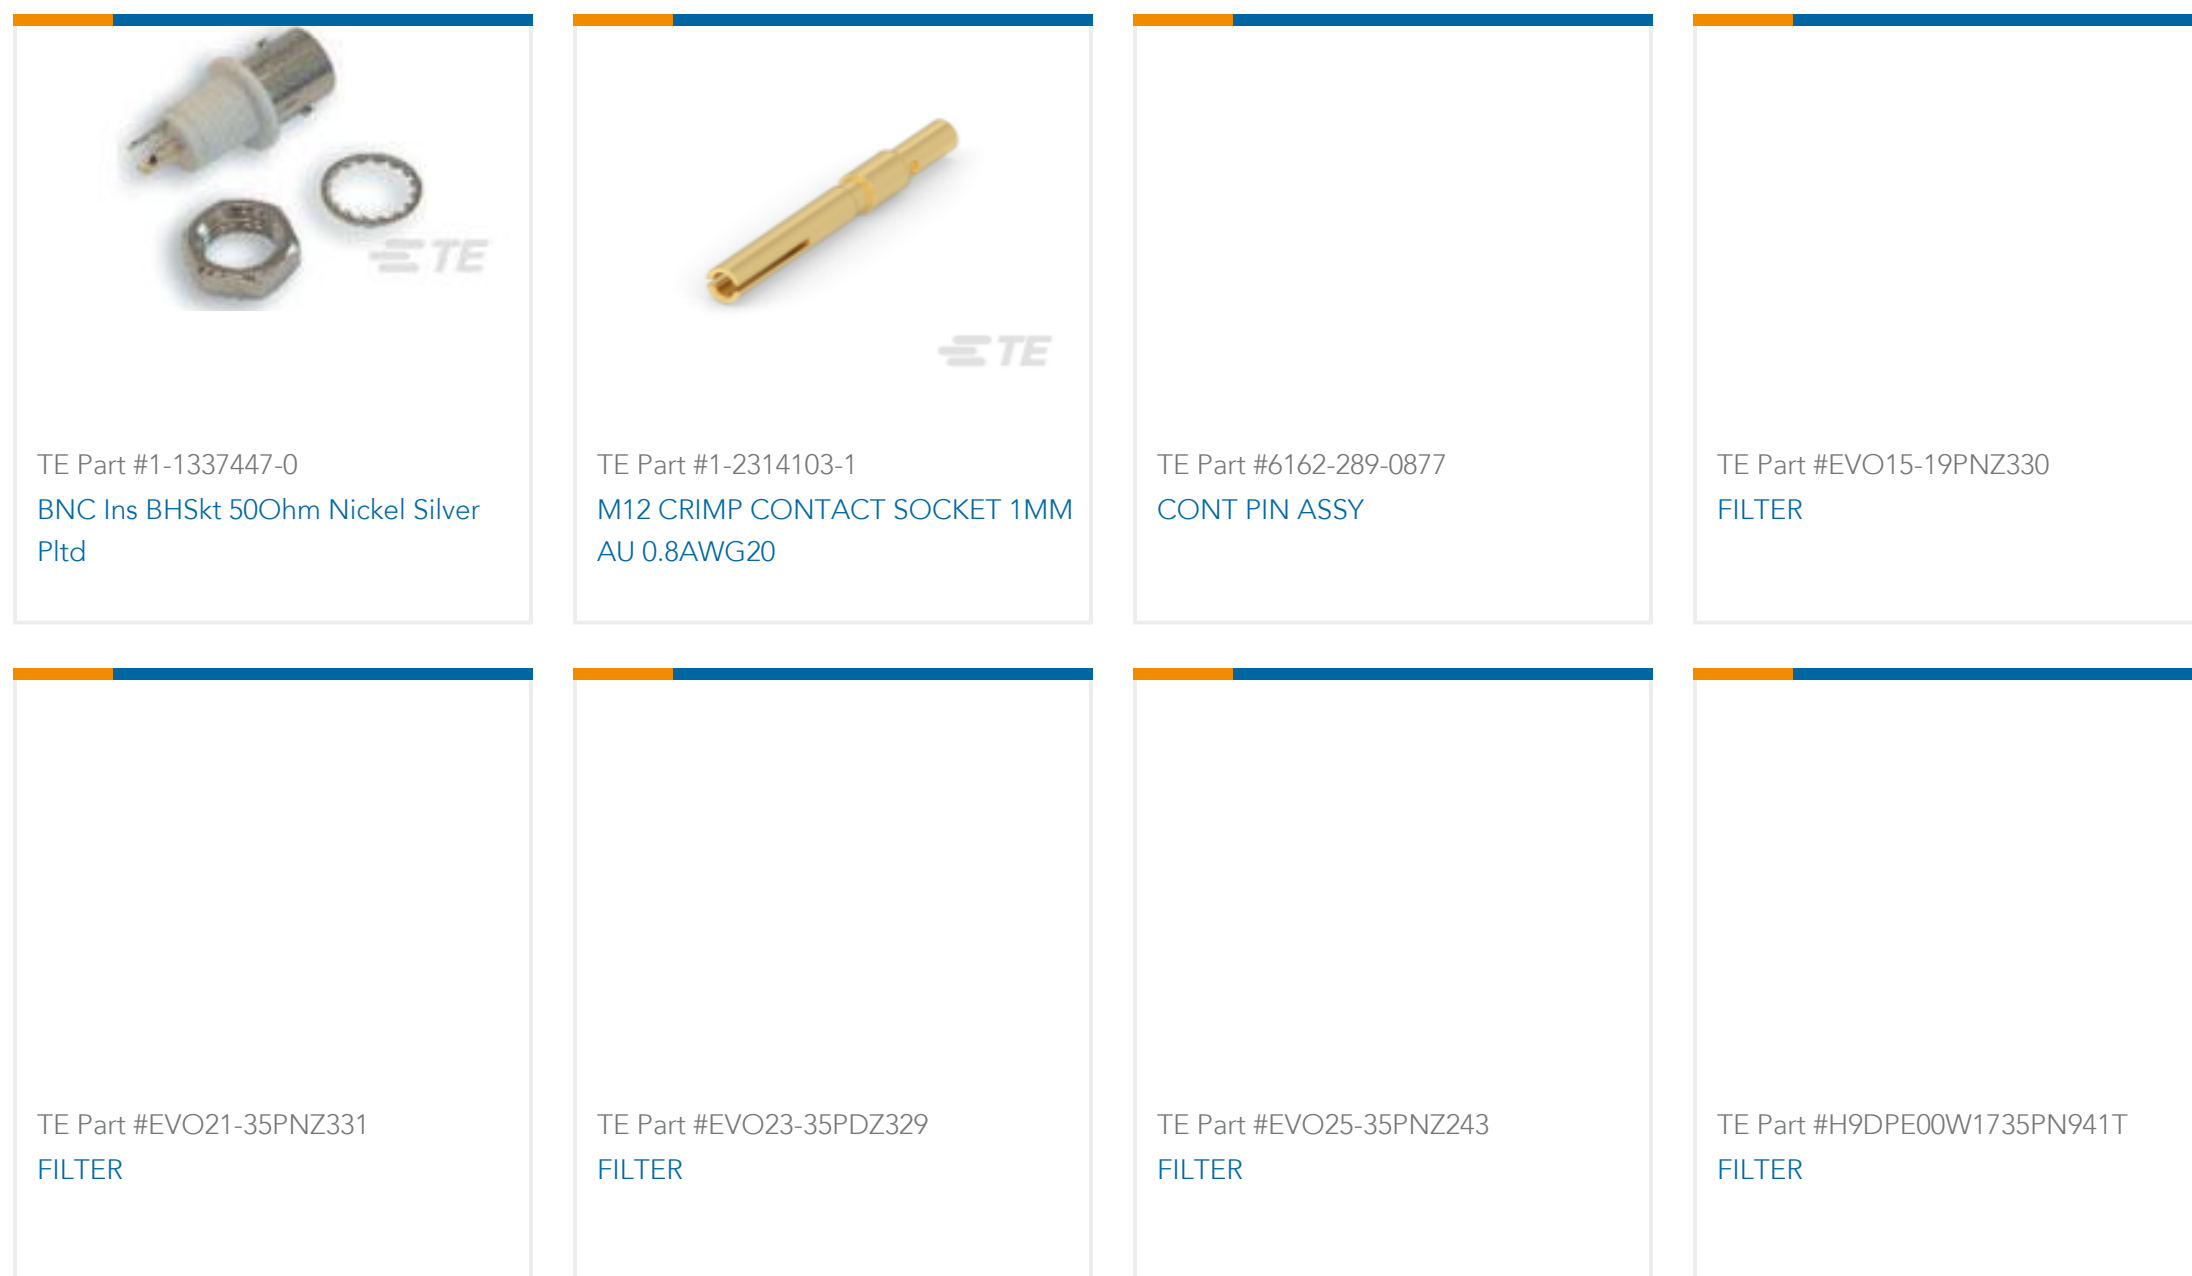 TE
TE
TE Part #1-1337447-0
BNC Ins BHSkt 50Ohm Nickel Silver
Pltd
TE Part #1-2314103-1
M12 CRIMP CONTACT SOCKET 1MM
AU 0.8AWG20
TE Part #6162-289-0877
CONT PIN ASSY
TE Part #EVO15-19PNZ330
FILTER
TE Part #EVO21-35PNZ331
FILTER
TE Part #EVO23-35PDZ329
FILTER
TE Part #EVO25-35PNZ243
FILTER
TE Part #H9DPE00W1735PN941T
FILTER